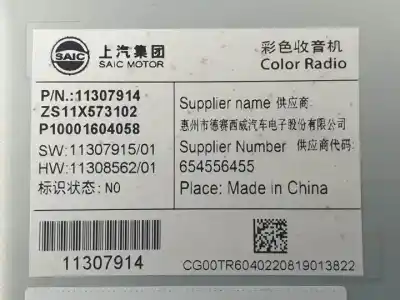 SAIC
上汽集团
SAIC MOTOR
彩色收音机
Color Radio
P/N.:11307914
ZS11X573102
P10001604058
SW:11307915/01
HW:11308562/01
标识状态: NO
Supplier name 供应商:
惠州市德赛西威汽车电子股份有限公司
Supplier Number 供应商代码:
654556455
Place: Made in China
11307914
CG00TR6040220819013822